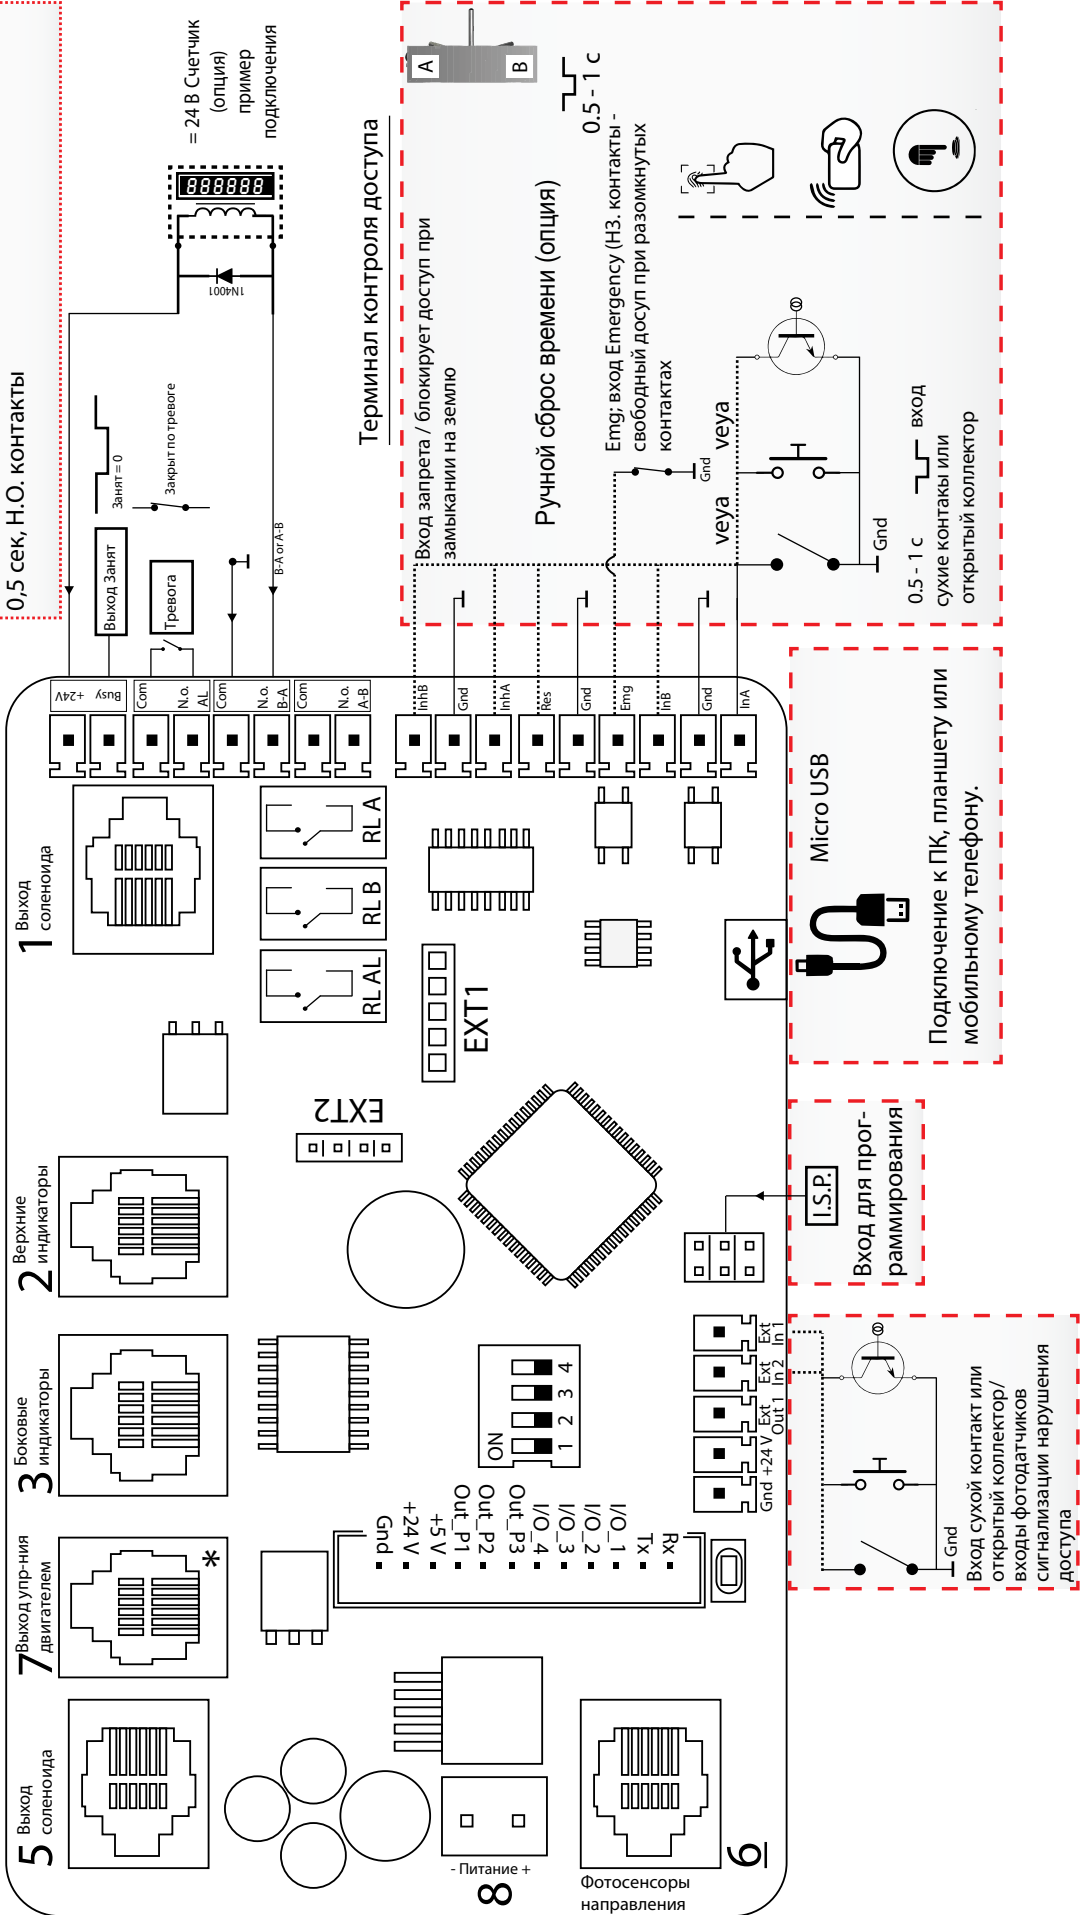 0,5 сек, Н.О. контакты
= 24 В Счетчик
(опция)
пример
подключения
888888
1N4001
Занят = 0
Закрыт по тревоге
Выход Занят
Тревога
B-A or A-B
Терминал контроля доступа
A
B
0.5 - 1 с
Вход запрета / блокирует доступ при
замыкании на землю
Ручной сброс времени (опция)
Emg; вход Emergency (НЗ. контакты -
свободный досуп при разомкнутых
контактах
Gnd
veya
veya
Gnd
0.5 - 1 с
вход
сухие контакы или
открытый коллектор
+24V
Busy
Com
N.o.
AL
Com
N.o.
B-A
Com
N.o.
A-B
InhB
Gnd
InhA
Res
Gnd
Emg
InB
Gnd
InA
1 Выход
соленоида
RL A
RL B
RL AL
EXT1
EXT2
Micro USB
Подключение к ПК, планшету или
мобильному телефону.
2 Верхние
индикаторы
I.S.P.
Вход для прог-
раммирования
3 Боковые
индикаторы
ON
1 2 3 4
Ext
In 1
Ext
In 2
Ext
Out 1
+24 V
Gnd
Gnd
Вход сухой контакт или
открытый коллектор/
входы фотодатчиков
сигнализации нарушения
доступа
7 Выход упр-ния
двигателем
*
Gnd
+24 V
+5 V
Out_P1
Out_P2
Out_P3
I/O_4
I/O_3
I/O_2
I/O_1
Tx
Rx
5 Выход
соленоида
- Питание +
8
6
Фотосенсоры
направления